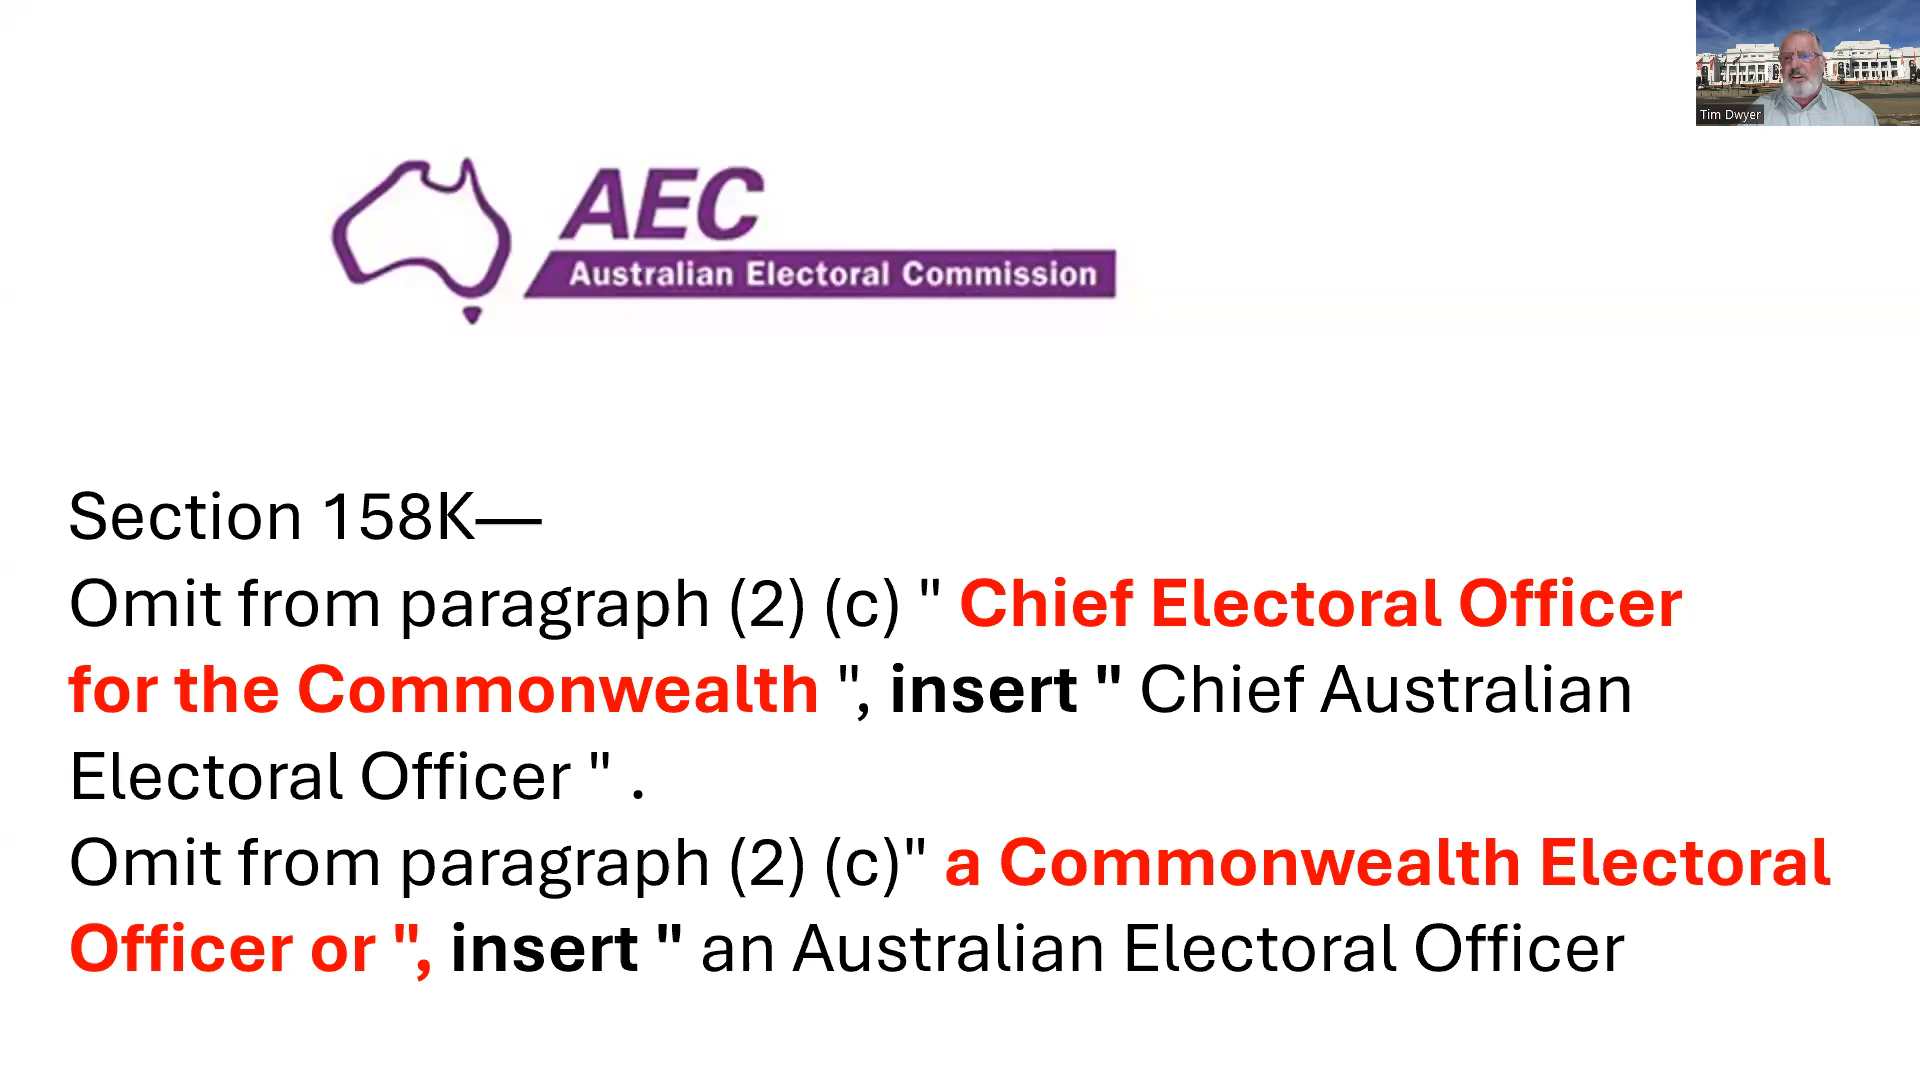 Tim Dwyer
AEC
Australian Electoral Commission
Section 158K—
Omit from paragraph (2) (c) " Chief Electoral Officer
for the Commonwealth ", insert " Chief Australian
Electoral Officer " .
Omit from paragraph (2) (c)" a Commonwealth Electoral
Officer or ", insert " an Australian Electoral Officer